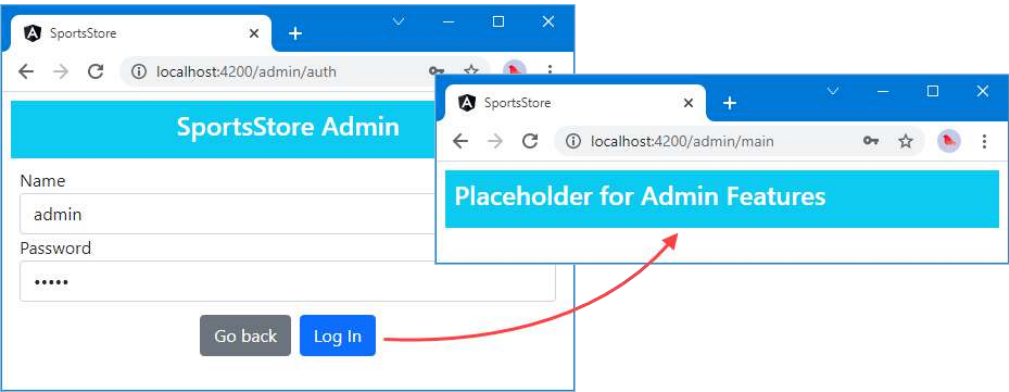 SportsStore
localhost:4200/admin/auth
SportsStore Admin
Name
admin
Password
•••••
Go back
Log In
SportsStore
localhost:4200/admin/main
Placeholder for Admin Features